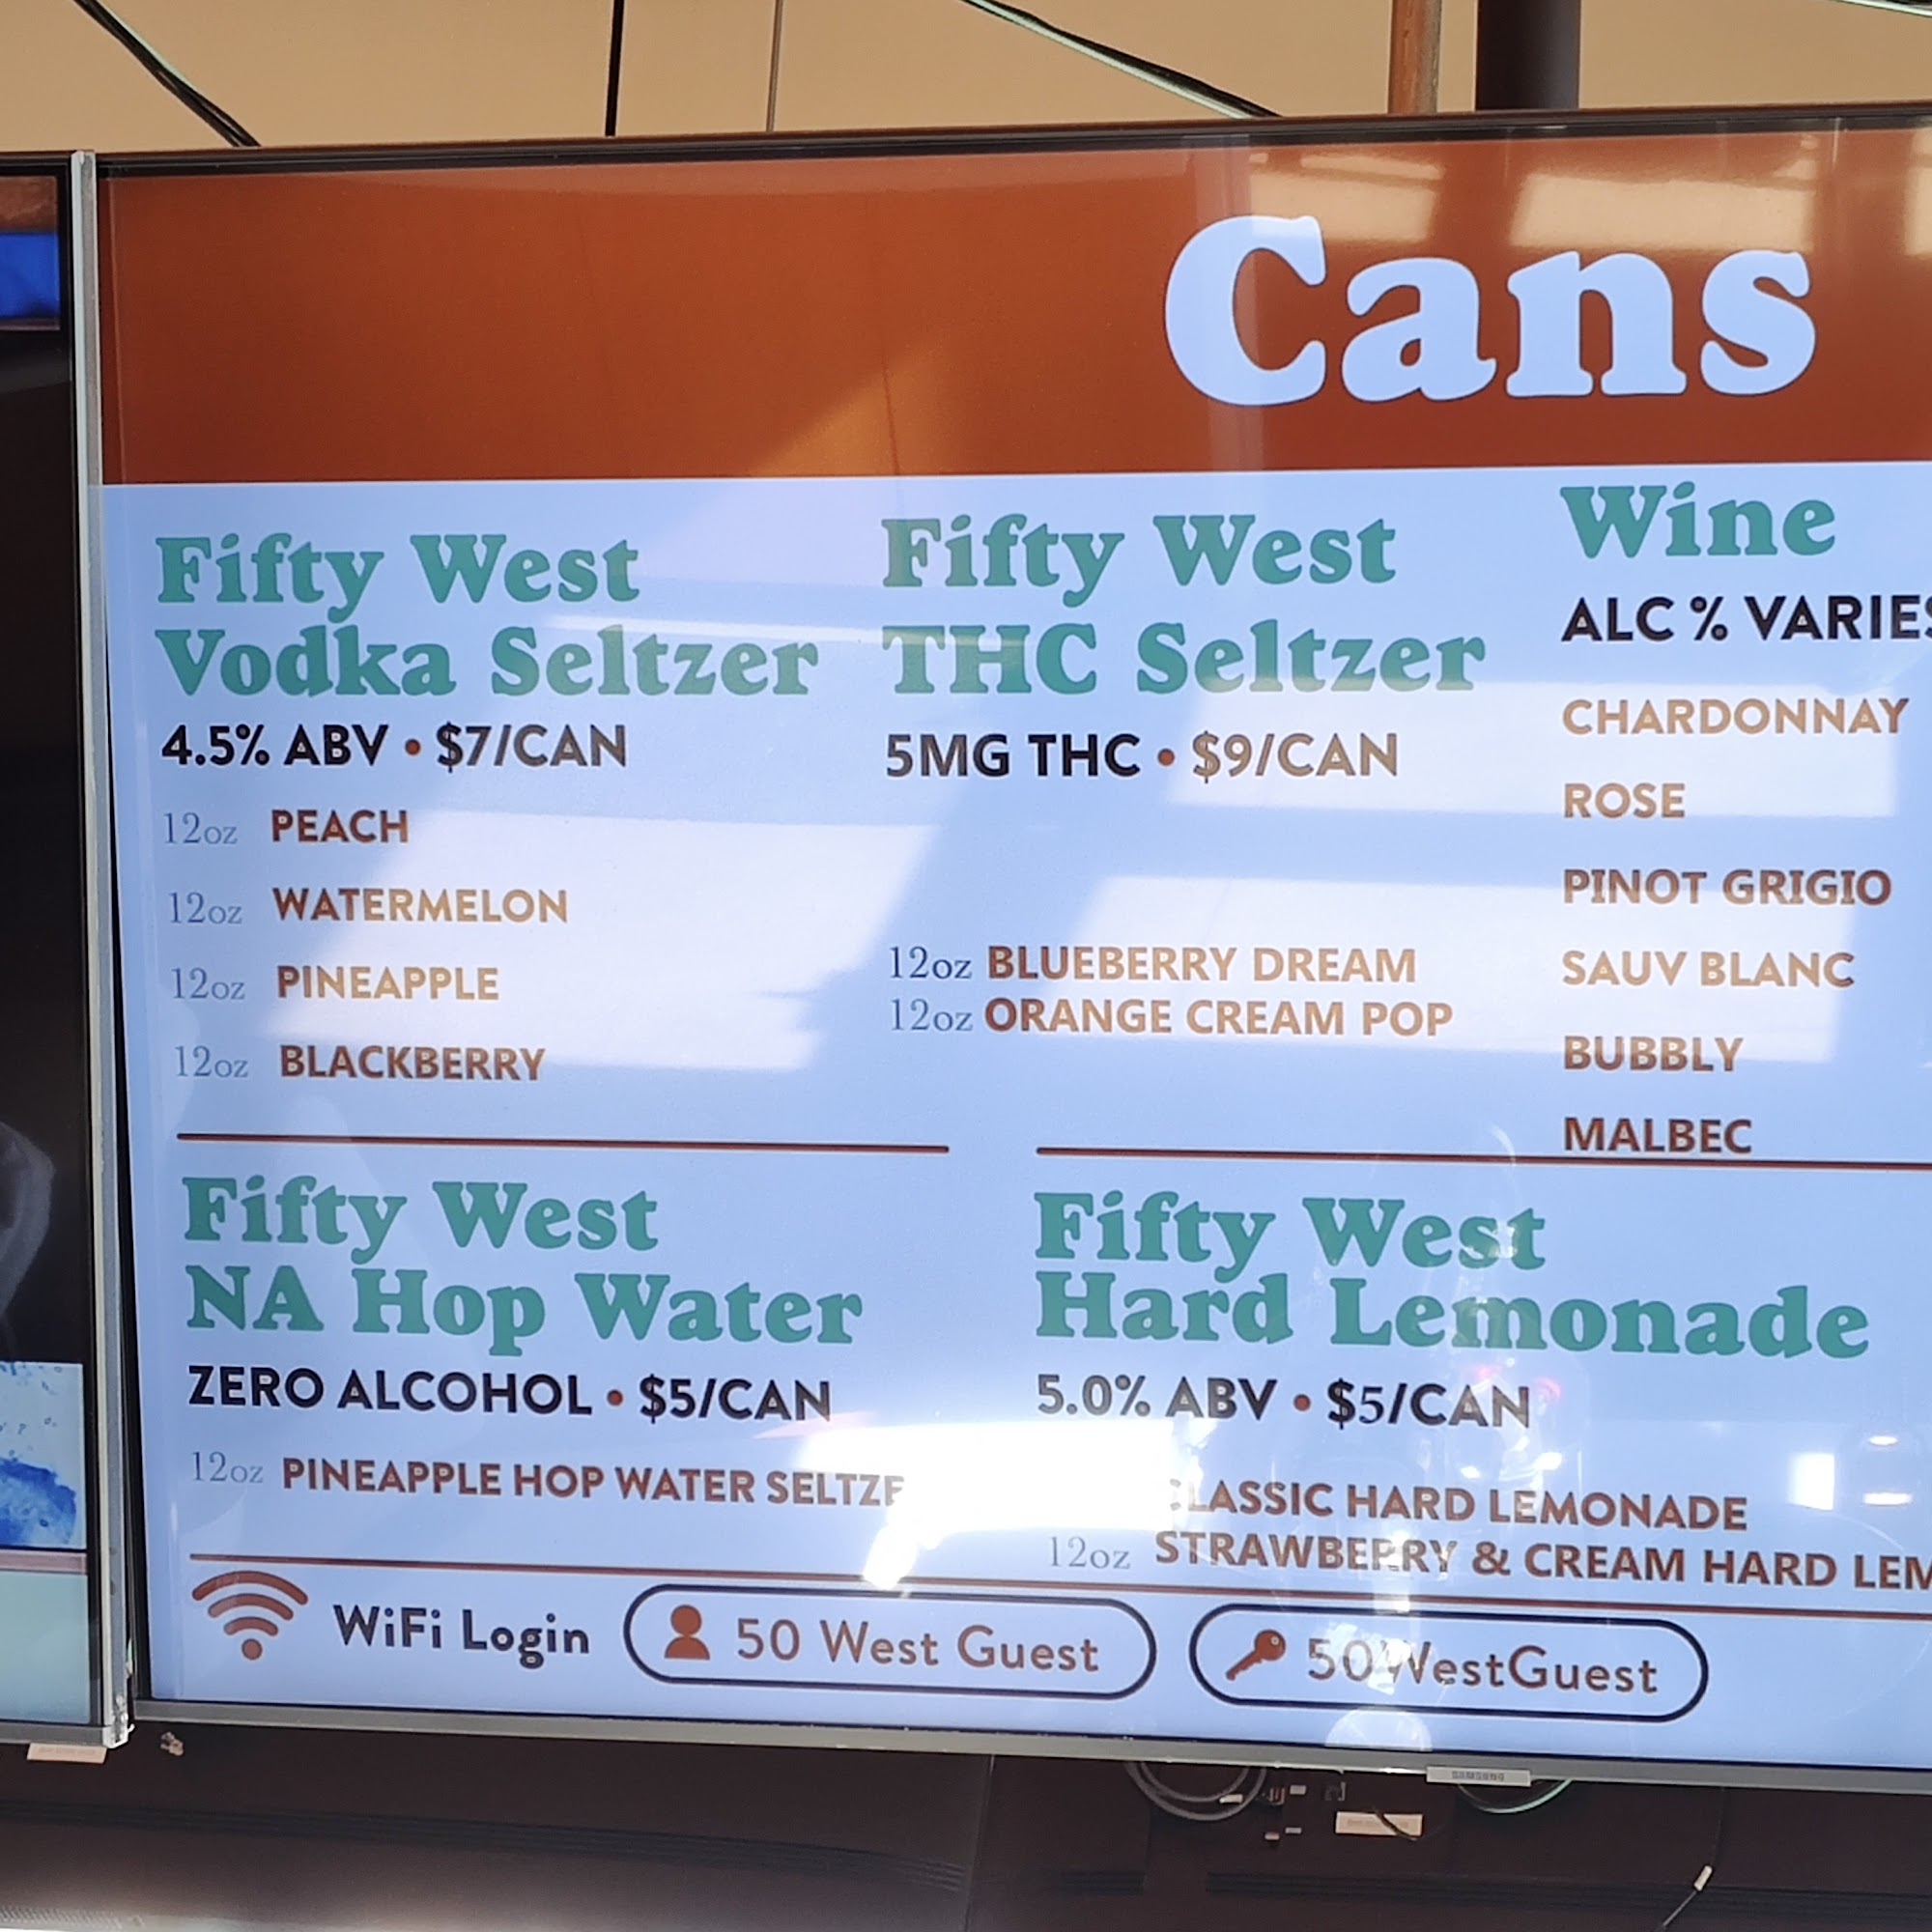 Cans
Fifty West
Vodka Seltzer
4.5% ABV • $7/CAN
12oz PEACH
12oz WATERMELON
12oz PINEAPPLE
12oz BLACKBERRY
Fifty West
THC Seltzer
5MG THC • $9/CAN
12oz BLUEBERRY DREAM
12oz ORANGE CREAM POP
Wine
ALC % VARIES
CHARDONNAY
ROSE
PINOT GRIGIO
SAUV BLANC
BUBBLY
MALBEC
Fifty West
NA Hop Water
ZERO ALCOHOL • $5/CAN
12oz PINEAPPLE HOP WATER SELTZE
Fifty West
Hard Lemonade
5.0% ABV • $5/CAN
CLASSIC HARD LEMONADE
12oz STRAWBERRY & CREAM HARD LEM
WiFi Login 50 West Guest 50WestGuest
SAMSUNG